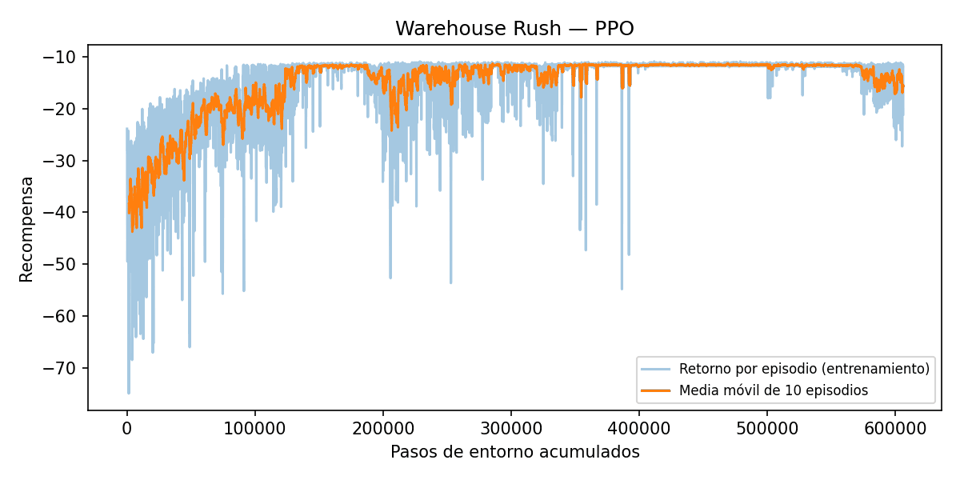 Warehouse Rush — PPO
Recompensa
−10
−20
−30
−40
−50
−60
−70
0
100000
200000
300000
400000
500000
600000
Pasos de entorno acumulados
Retorno por episodio (entrenamiento)
Media móvil de 10 episodios